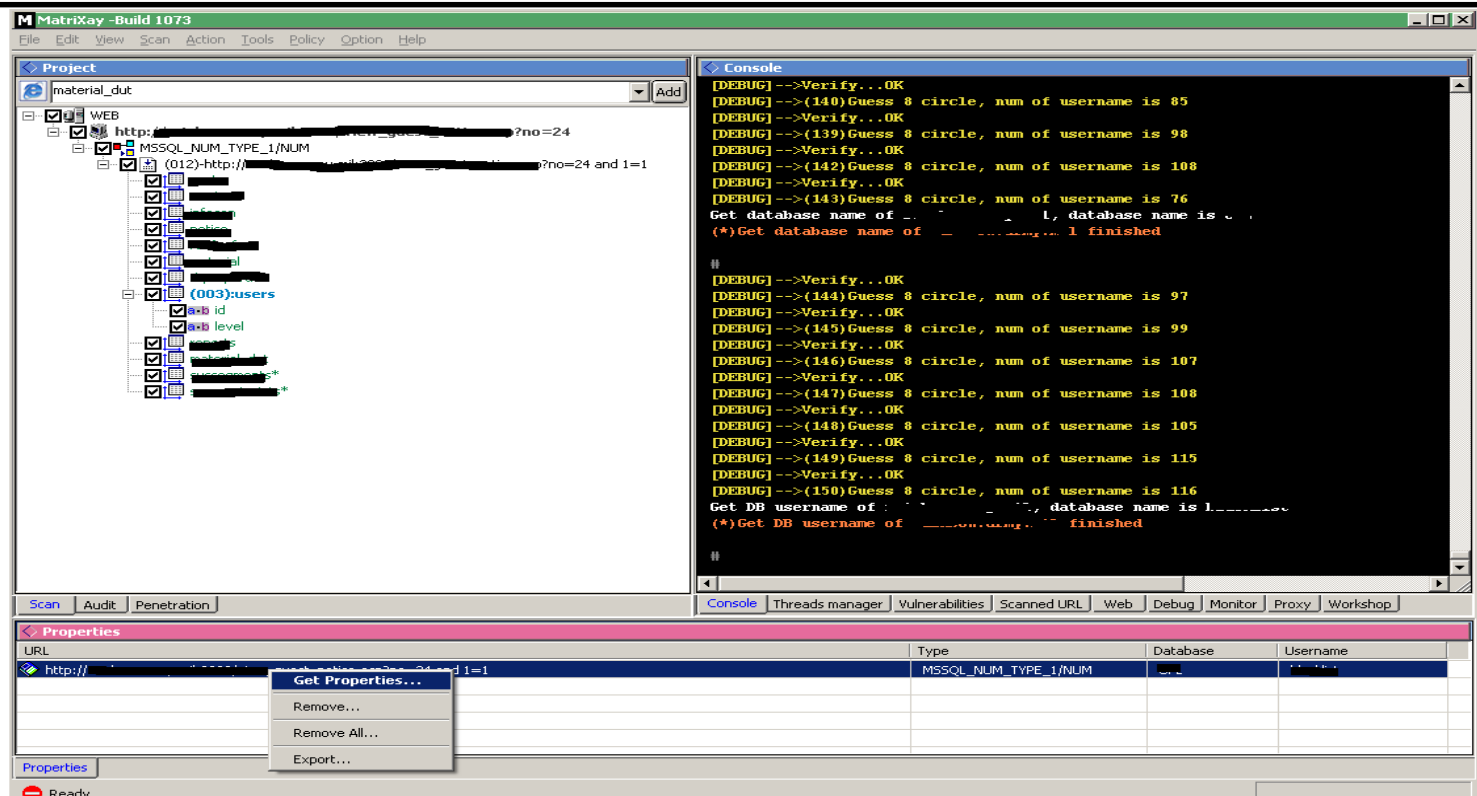 MatriXay -Build 1073
File Edit View Scan Action Tools Policy Option Help
Project
material_dut Add
WEB
http: ?no=24
MSSQL_NUM_TYPE_1/NUM
(012)-http:// ?no=24 and 1=1
(003):users
a-b id
a-b level
Scan Audit Penetration
Console
[DEBUG]-->Verify...OK
[DEBUG]-->(140)Guess 8 circle, num of username is 85
[DEBUG]-->Verify...OK
[DEBUG]-->(139)Guess 8 circle, num of username is 98
[DEBUG]-->Verify...OK
[DEBUG]-->(142)Guess 8 circle, num of username is 108
[DEBUG]-->Verify...OK
[DEBUG]-->(143)Guess 8 circle, num of username is 76
Get database name of , database name is
(*)Get database name of finished
#
[DEBUG]-->Verify...OK
[DEBUG]-->(144)Guess 8 circle, num of username is 97
[DEBUG]-->Verify...OK
[DEBUG]-->(145)Guess 8 circle, num of username is 99
[DEBUG]-->Verify...OK
[DEBUG]-->(146)Guess 8 circle, num of username is 107
[DEBUG]-->Verify...OK
[DEBUG]-->(147)Guess 8 circle, num of username is 108
[DEBUG]-->Verify...OK
[DEBUG]-->(148)Guess 8 circle, num of username is 105
[DEBUG]-->Verify...OK
[DEBUG]-->(149)Guess 8 circle, num of username is 115
[DEBUG]-->Verify...OK
[DEBUG]-->(150)Guess 8 circle, num of username is 116
Get DB username of , database name is
(*)Get DB username of finished
#
Console Threads manager Vulnerabilities Scanned URL Web Debug Monitor Proxy Workshop
Properties
URL Type Database Username
http:// 1=1 MSSQL_NUM_TYPE_1/NUM
Get Properties...
Remove...
Remove All...
Export...
Properties
Ready